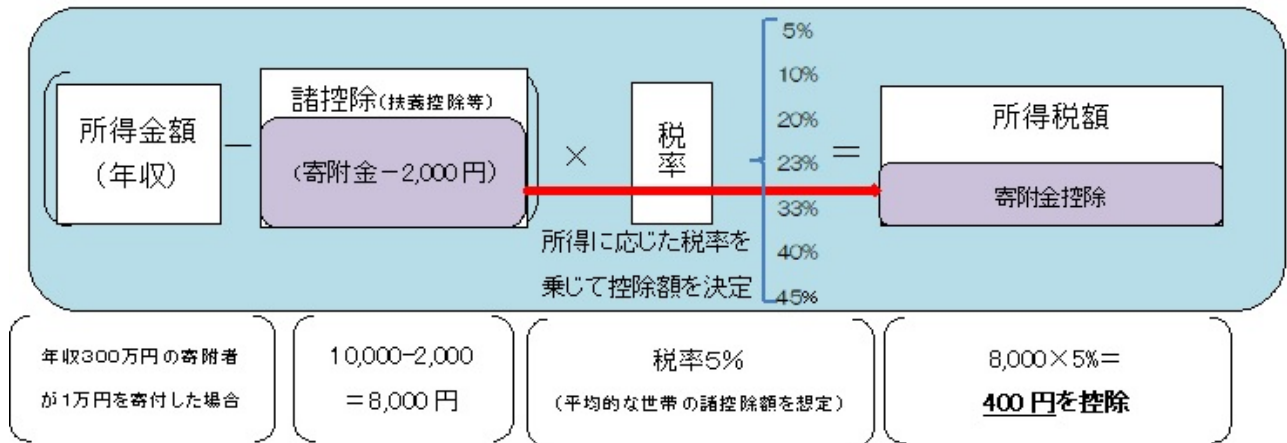 所得金額
(年収)
－
諸控除(扶養控除等)
(寄附金－2,000円)
×
税率
5%
10%
20%
23%
33%
40%
45%
＝
所得税額
寄附金控除
所得に応じた税率を
乗じて控除額を決定
年収300万円の寄附者
が1万円を寄付した場合
10,000－2,000
＝8,000円
税率5%
(平均的な世帯の諸控除額を想定)
8,000×5%＝
400円を控除